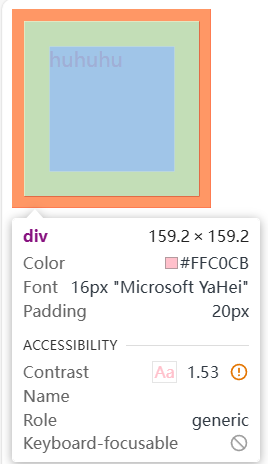 huhuhu
div 159.2 × 159.2
Color #FFC0CB
Font 16px "Microsoft YaHei"
Padding 20px
ACCESSIBILITY
Contrast Aa 1.53
Name
Role generic
Keyboard-focusable